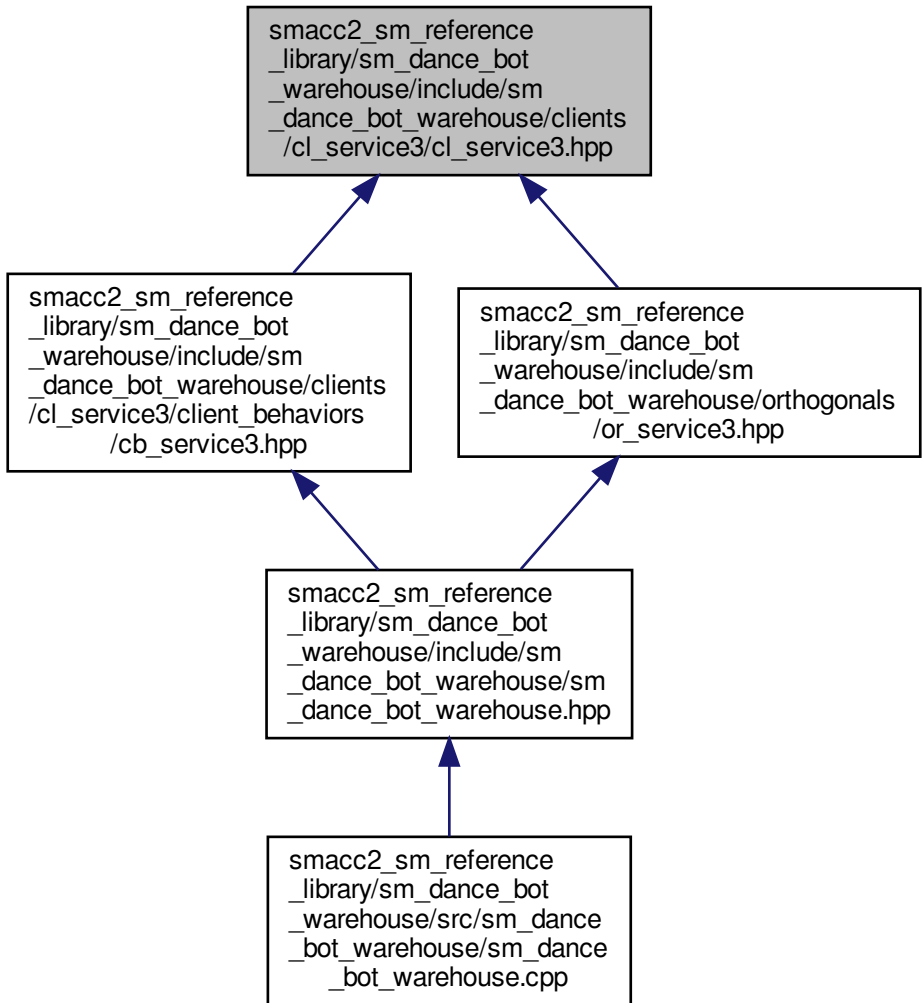 smacc2_sm_reference
_library/sm_dance_bot
_warehouse/include/sm
_dance_bot_warehouse/clients
/cl_service3/cl_service3.hpp
smacc2_sm_reference
_library/sm_dance_bot
_warehouse/include/sm
_dance_bot_warehouse/clients
/cl_service3/client_behaviors
/cb_service3.hpp
smacc2_sm_reference
_library/sm_dance_bot
_warehouse/include/sm
_dance_bot_warehouse/orthogonals
/or_service3.hpp
smacc2_sm_reference
_library/sm_dance_bot
_warehouse/include/sm
_dance_bot_warehouse/sm
_dance_bot_warehouse.hpp
smacc2_sm_reference
_library/sm_dance_bot
_warehouse/src/sm_dance
_bot_warehouse/sm_dance
_bot_warehouse.cpp